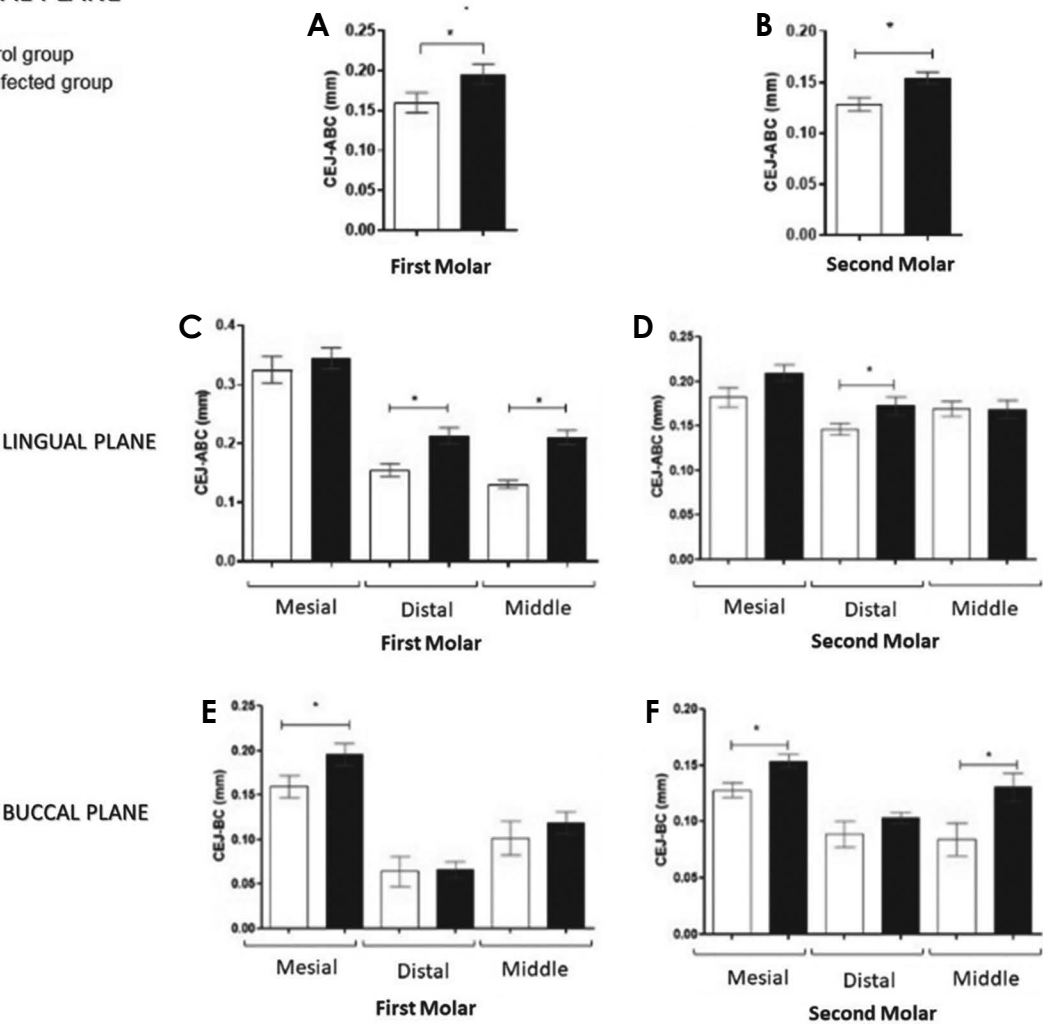 rol group
fected group
A
*
0.25
0.20
0.15
0.10
0.05
0.00
CEJ-ABC (mm)
First Molar
B
*
0.20
0.15
0.10
0.05
0.00
CEJ-ABC (mm)
Second Molar
LINGUAL PLANE
C
0.4
0.3
0.2
0.1
0.0
CEJ-ABC (mm)
*
*
Mesial
Distal
Middle
First Molar
D
0.25
0.20
0.15
0.10
0.05
0.00
CEJ-ABC (mm)
*
Mesial
Distal
Middle
Second Molar
BUCCAL PLANE
E
0.25
0.20
0.15
0.10
0.05
0.00
CEJ-BC (mm)
*
Mesial
Distal
Middle
First Molar
F
0.20
0.15
0.10
0.05
0.00
CEJ-BC (mm)
*
*
Mesial
Distal
Middle
Second Molar